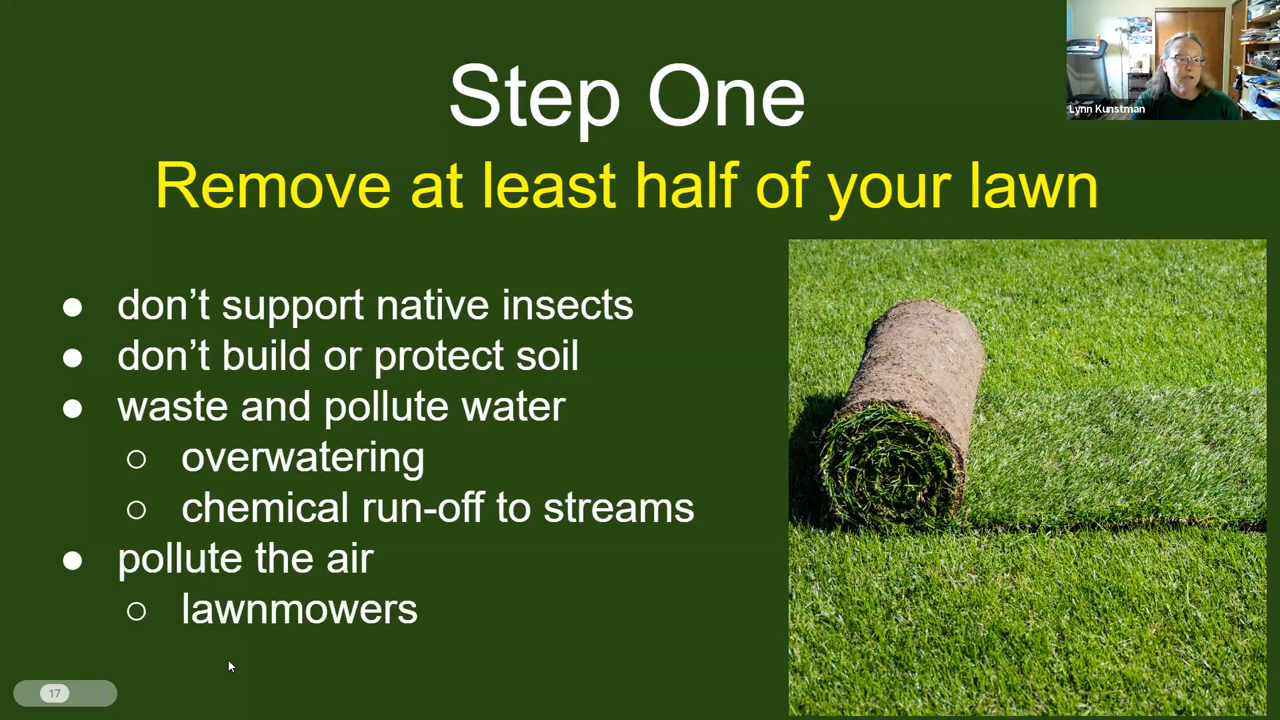 Step One
Remove at least half of your lawn
● don’t support native insects
● don’t build or protect soil
● waste and pollute water
○ overwatering
○ chemical run-off to streams
● pollute the air
○ lawnmowers
Lynn Kunstman
17